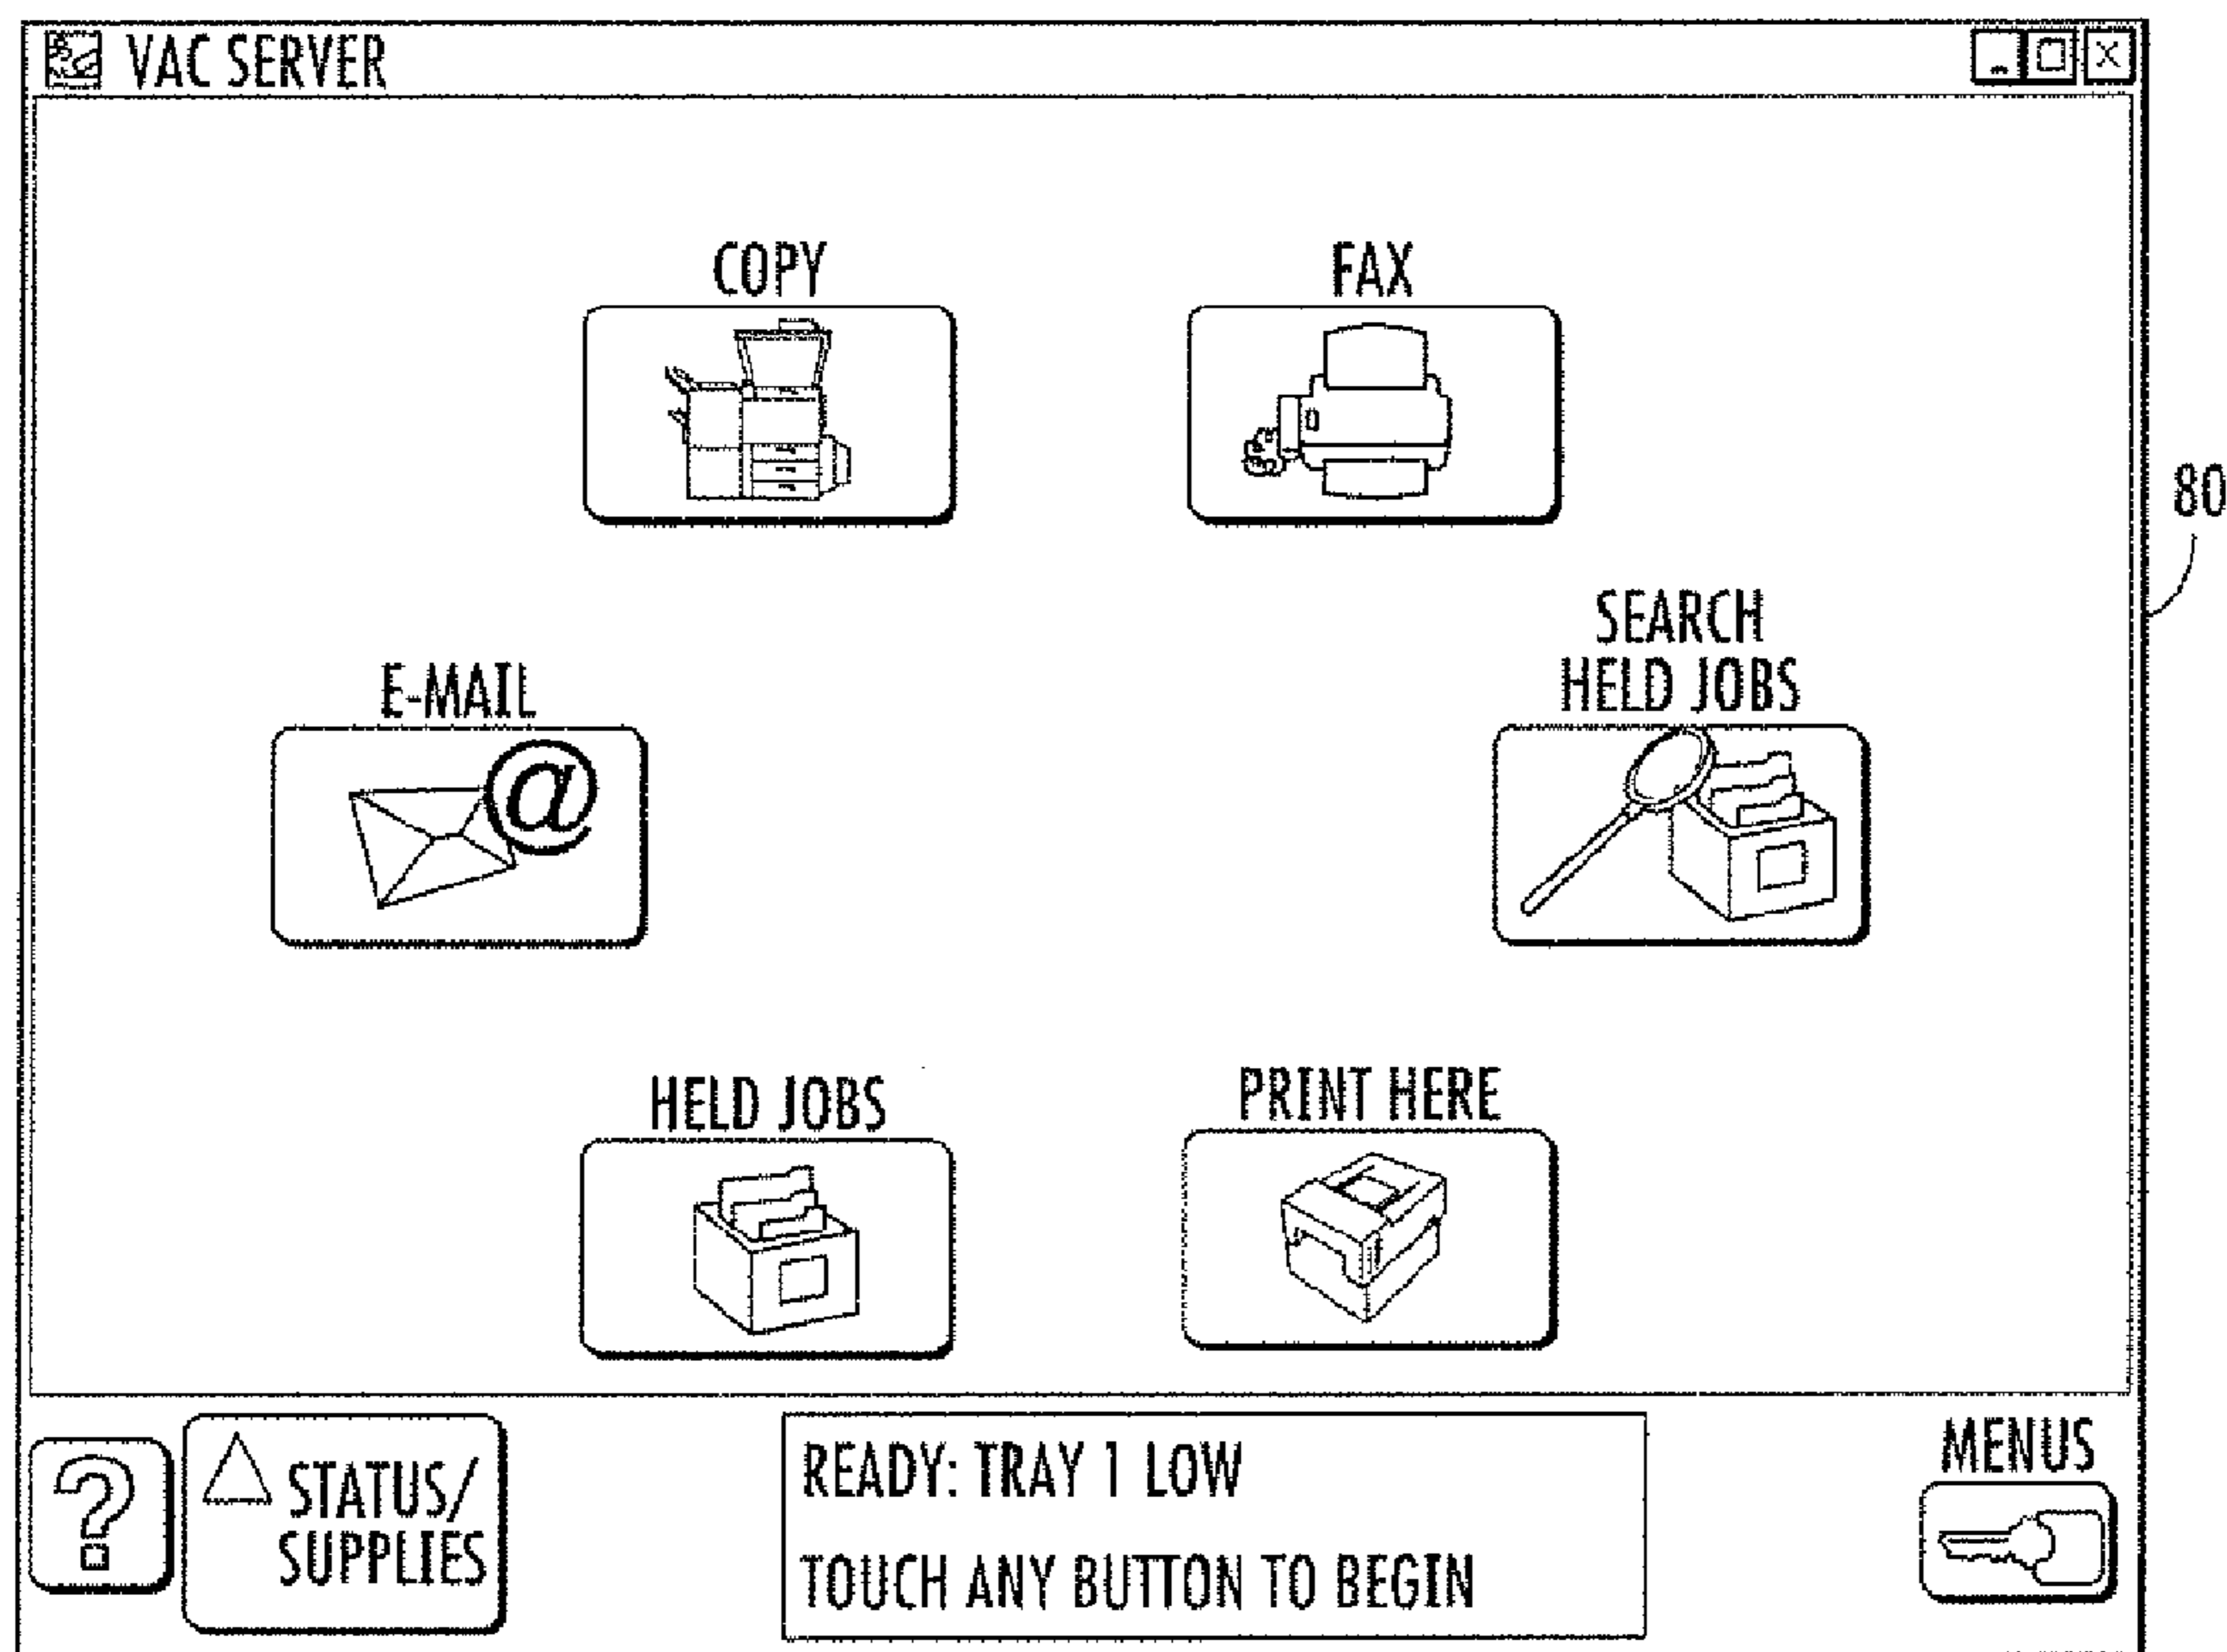 VAC SERVER
COPY
FAX
80
SEARCH
HELD JOBS
E-MAIL
@
HELD JOBS
PRINT HERE
?
STATUS/
SUPPLIES
READY: TRAY 1 LOW
TOUCH ANY BUTTON TO BEGIN
MENUS